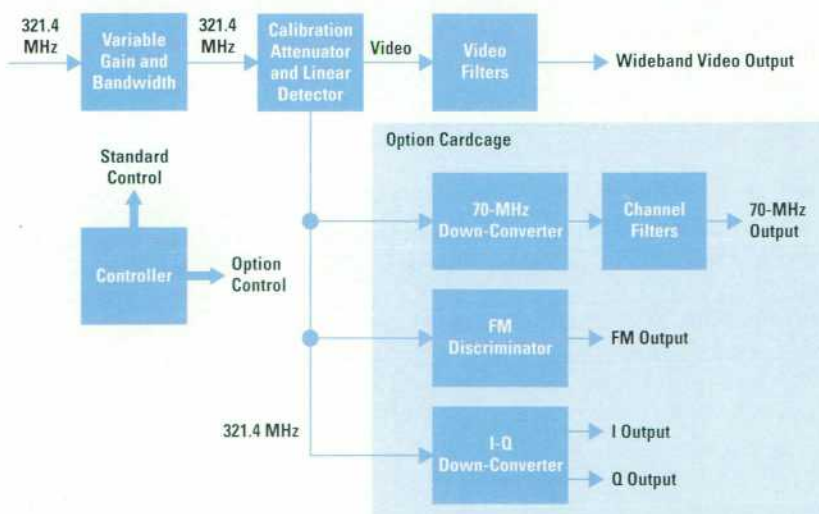 321.4
MHz
Variable
Gain and
Bandwidth
321.4
MHz
Calibration
Attenuator
and Linear
Detector
Video
Video
Filters
Wideband Video Output
Option Cardcage
Standard
Control
Controller
Option
Control
70-MHz
Down-Converter
Channel
Filters
70-MHz
Output
FM
Discriminator
FM Output
321.4 MHz
I-Q
Down-Converter
I Output
Q Output